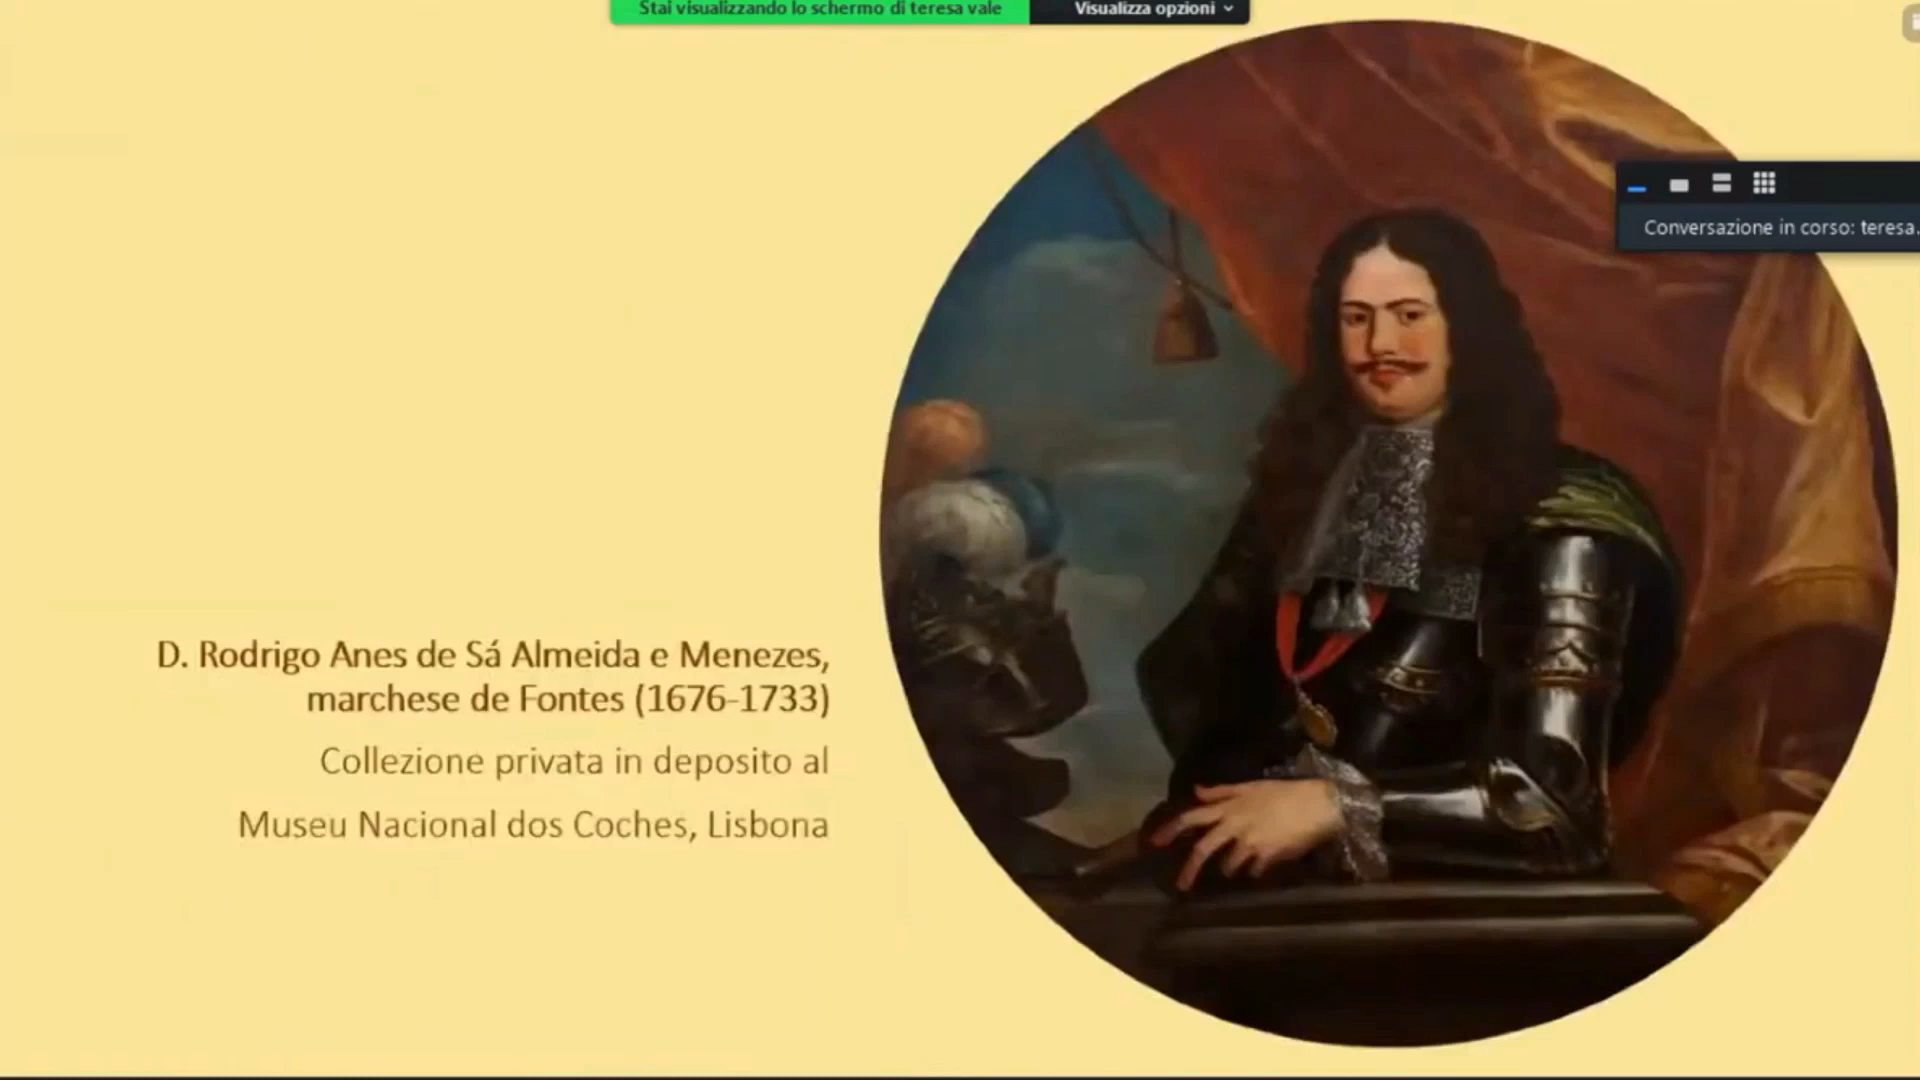 Stai visualizzando lo schermo di teresa vale
Visualizza opzioni
Conversazione in corso: teresa.
D. Rodrigo Anes de Sá Almeida e Menezes,
marchese de Fontes (1676-1733)
Collezione privata in deposito al
Museu Nacional dos Coches, Lisbona